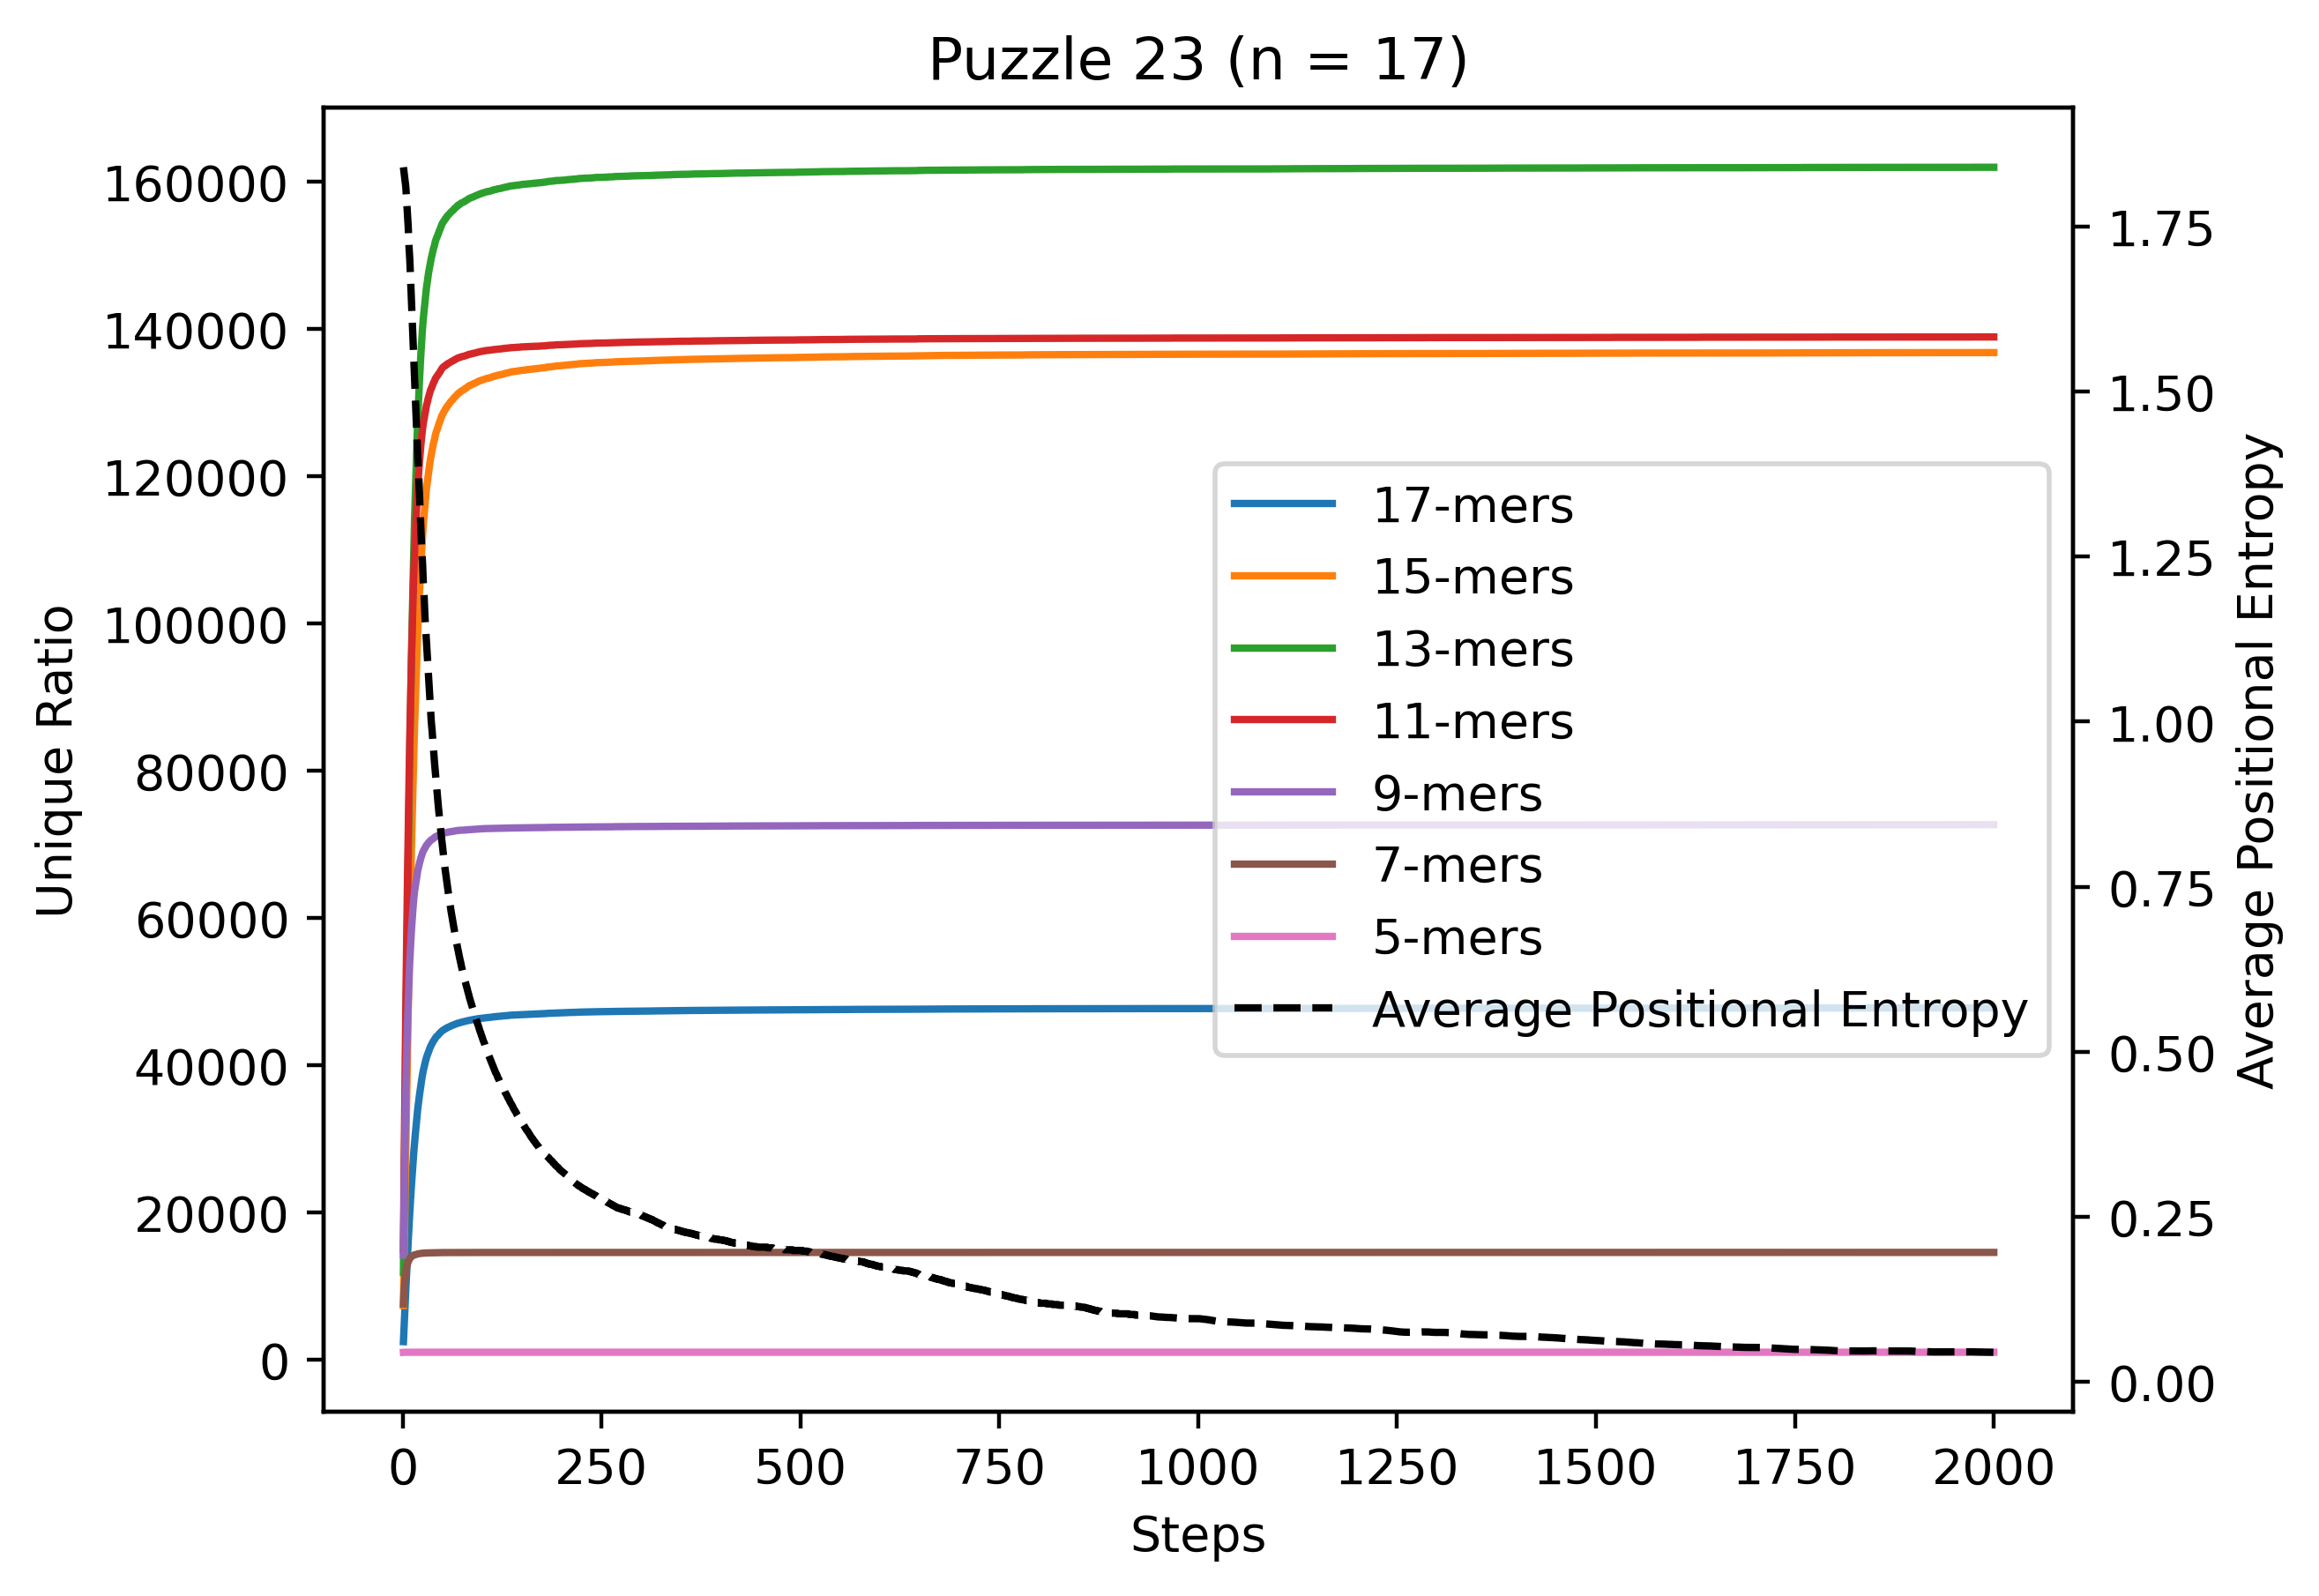 Puzzle 23 (n = 17)
160000
140000
120000
100000
80000
60000
40000
20000
0
Unique Ratio
1.75
1.50
1.25
1.00
0.75
0.50
0.25
0.00
Average Positional Entropy
17-mers
15-mers
13-mers
11-mers
9-mers
7-mers
5-mers
Average Positional Entropy
0 250 500 750 1000 1250 1500 1750 2000
Steps